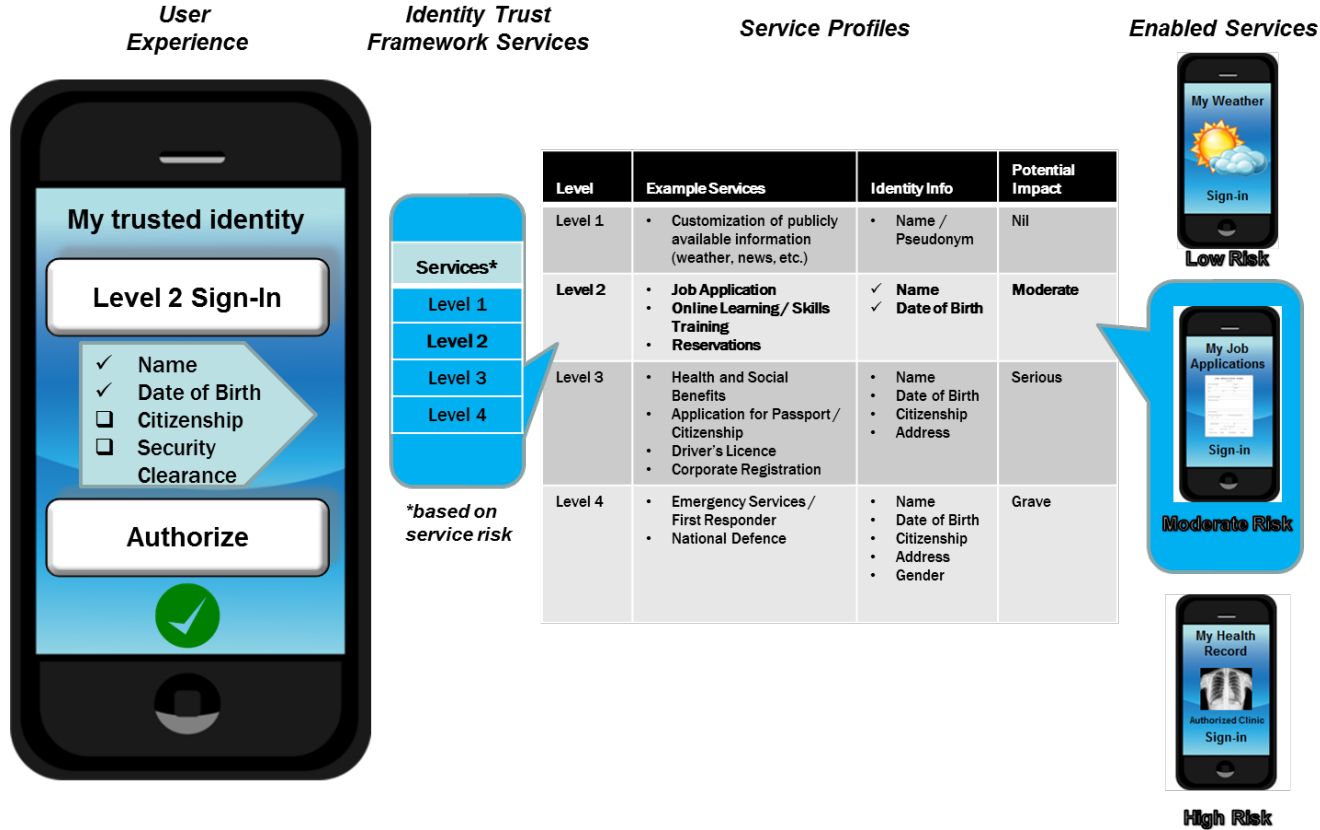 User
Experience
Identity Trust
Framework Services
Service Profiles
Enabled Services
My trusted identity
Level 2 Sign-In
✓ Name
✓ Date of Birth
❑ Citizenship
❑ Security
Clearance
Authorize
Services*
Level 1
Level 2
Level 3
Level 4
*based on
service risk
Level
Example Services
Identity Info
Potential
Impact
Level 1
• Customization of publicly
available information
(weather, news, etc.)
• Name /
Pseudonym
Nil
Level 2
• Job Application
• Online Learning / Skills
Training
• Reservations
✓ Name
✓ Date of Birth
Moderate
Level 3
• Health and Social
Benefits
• Application for Passport /
Citizenship
• Driver's Licence
• Corporate Registration
• Name
• Date of Birth
• Citizenship
• Address
Serious
Level 4
• Emergency Services /
First Responder
• National Defence
• Name
• Date of Birth
• Citizenship
• Address
• Gender
Grave
My Weather
Sign-in
Low Risk
My Job
Applications
Sign-in
Moderate Risk
My Health
Record
Authorized Clinic
Sign-in
High Risk